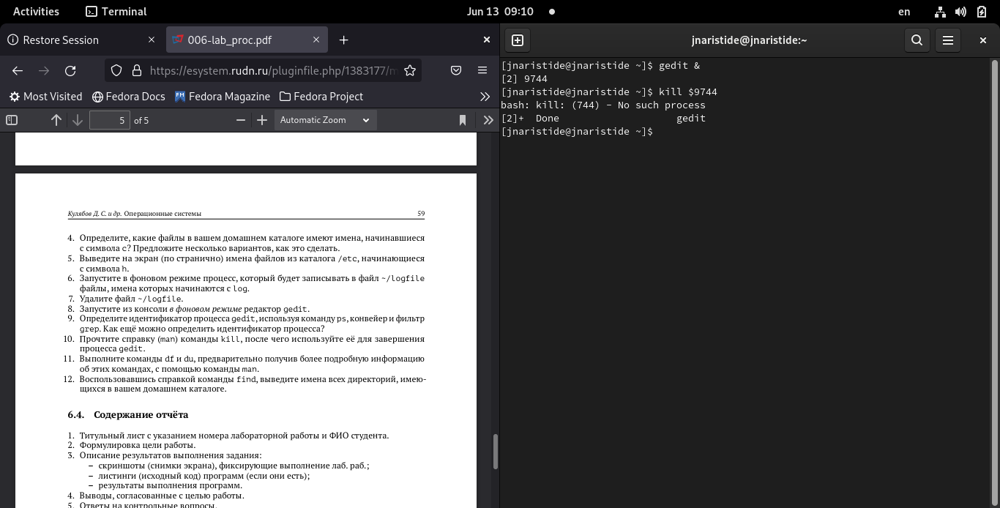 Activities
Terminal
Jun 13 09:10
en
Restore Session
006-lab_proc.pdf
https://esystem.rudn.ru/pluginfile.php/1383177/m
Most Visited
Fedora Docs
Fedora Magazine
Fedora Project
5
of 5
Automatic Zoom
Кулябов Д. С. и др. Операционные системы
59
4. Определите, какие файлы в вашем домашнем каталоге имеют имена, начинавшиеся
с символа c? Предложите несколько вариантов, как это сделать.
5. Выведите на экран (по странично) имена файлов из каталога /etc, начинающиеся
с символа h.
6. Запустите в фоновом режиме процесс, который будет записывать в файл ~/logfile
файлы, имена которых начинаются с log.
7. Удалите файл ~/logfile.
8. Запустите из консоли в фоновом режиме редактор gedit.
9. Определите идентификатор процесса gedit, используя команду ps, конвейер и фильтр
grep. Как ещё можно определить идентификатор процесса?
10. Прочтите справку (man) команды kill, после чего используйте её для завершения
процесса gedit.
11. Выполните команды df и du, предварительно получив более подробную информацию
об этих командах, с помощью команды man.
12. Воспользовавшись справкой команды find, выведите имена всех директорий, имею-
щихся в вашем домашнем каталоге.
6.4. Содержание отчёта
1. Титульный лист с указанием номера лабораторной работы и ФИО студента.
2. Формулировка цели работы.
3. Описание результатов выполнения задания:
– скриншоты (снимки экрана), фиксирующие выполнение лаб. раб.;
– листинги (исходный код) программ (если они есть);
– результаты выполнения программ.
4. Выводы, согласованные с целью работы.
5. Ответы на контрольные вопросы.
jnaristide@jnaristide:~
[jnaristide@jnaristide ~]$ gedit &
[2] 9744
[jnaristide@jnaristide ~]$ kill $9744
bash: kill: (744) - No such process
[2]+  Done                    gedit
[jnaristide@jnaristide ~]$